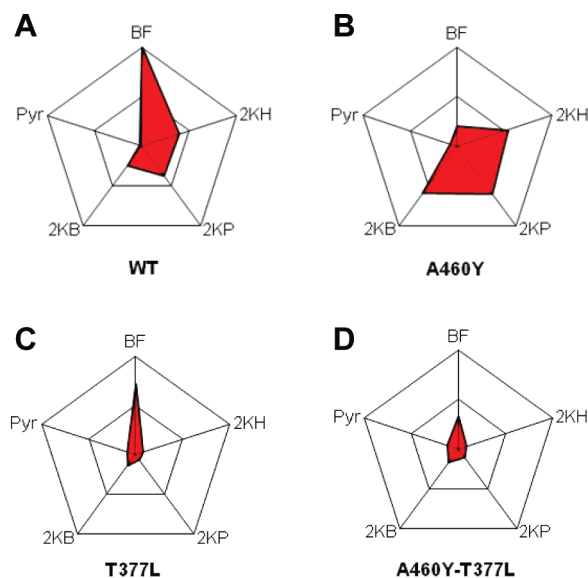 A
BF
Pyr
2KH
2KB
2KP
WT
B
BF
Pyr
2KH
2KB
2KP
A460Y
C
BF
Pyr
2KH
2KB
2KP
T377L
D
BF
Pyr
2KH
2KB
2KP
A460Y-T377L